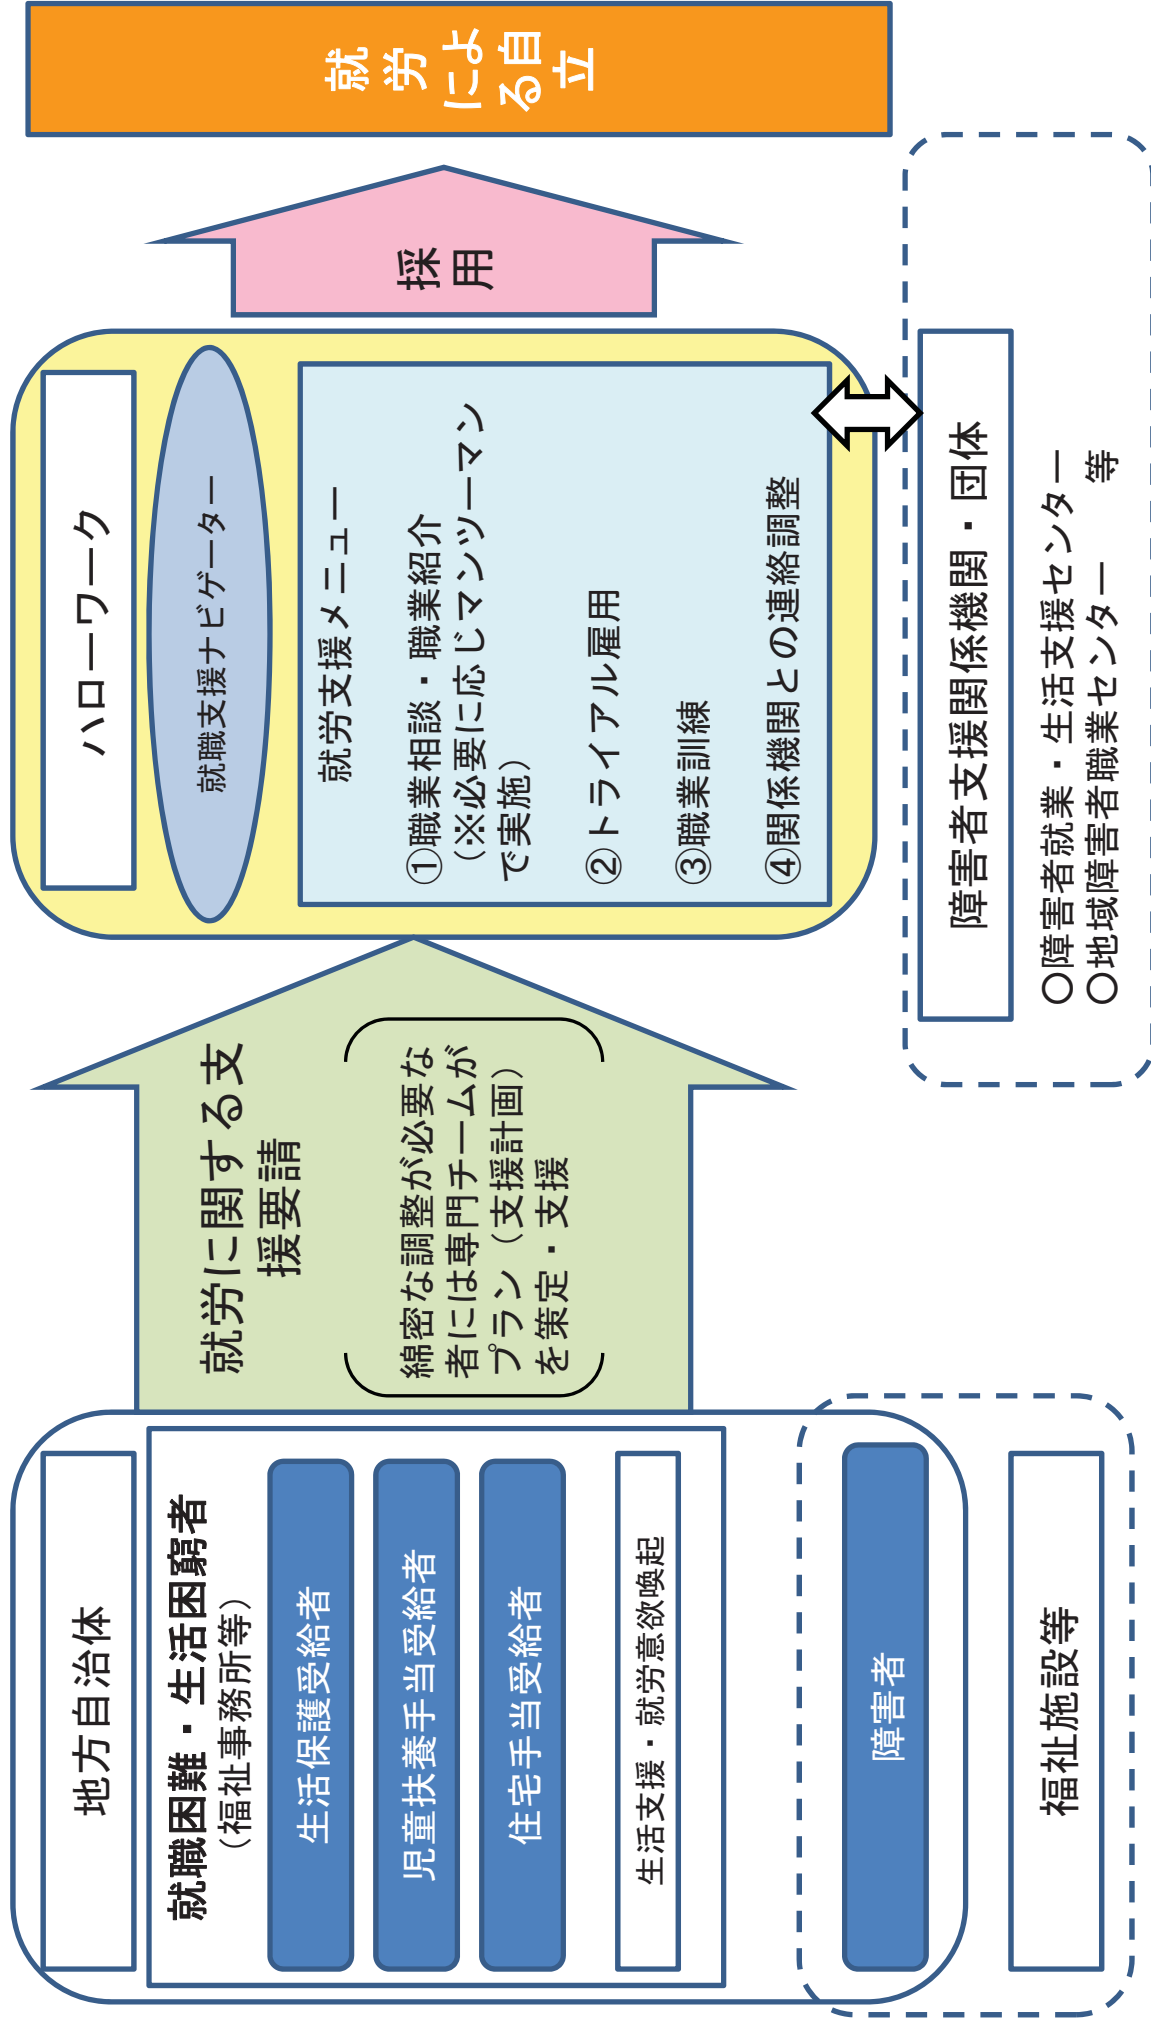 地方自治体
就職困難・生活困窮者
（福祉事務所等）
生活保護受給者
児童扶養手当受給者
住宅手当受給者
生活支援・就労意欲喚起
障害者
福祉施設等
就労に関する支
援要請
綿密な調整が必要な
者には専門チームが
プラン（支援計画）
を策定・支援
ハローワーク
就職支援ナビゲーター
就労支援メニュー
①職業相談・職業紹介
（※必要に応じマンツーマン
で実施）
②トライアル雇用
③職業訓練
④関係機関との連絡調整
障害者支援関係機関・団体
○障害者就業・生活支援センター
○地域障害者職業センター　　等
採
用
就
労
によ
る自
立